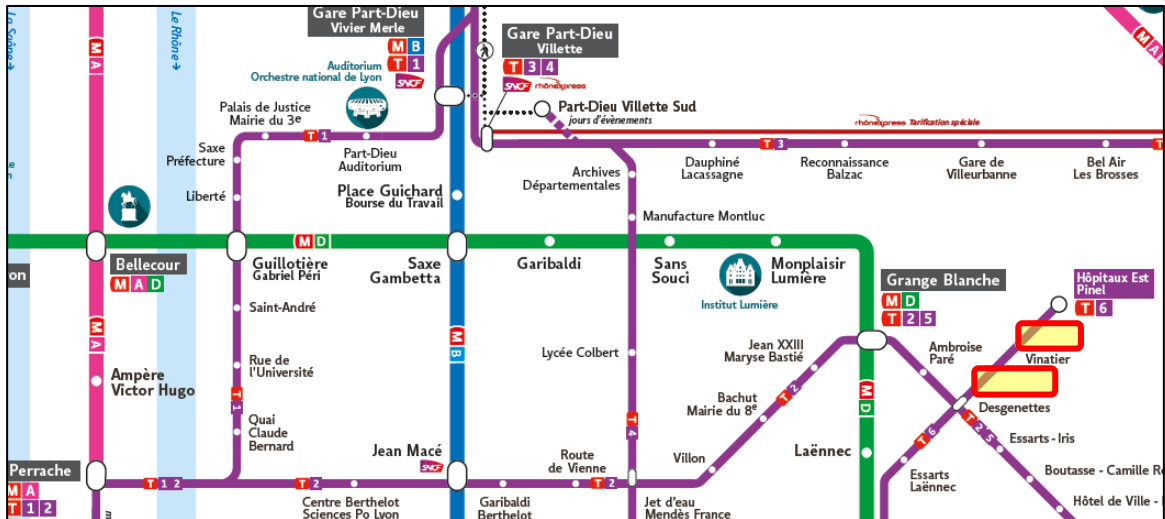 La Saône
Le Rhône
M A
Gare Part-Dieu
Vivier Merle
M B
T 1
SNCF
Auditorium
Orchestre national de Lyon
Gare Part-Dieu
Villette
T 3 4
SNCF rhônexpress
Part-Dieu Villette Sud
jours d'évènements
rhônexpress Tarification spéciale
M A
Palais de Justice
Mairie du 3e
T 1
Part-Dieu
Auditorium
Saxe
Préfecture
Liberté
Place Guichard
Bourse du Travail
Archives
Départementales
Manufacture Montluc
Dauphiné
Lacassagne
T 3
Reconnaissance
Balzac
Gare de
Villeurbanne
Bel Air
Les Brosses
T
on
Bellecour
M A D
M D
Guillotière
Gabriel Péri
Saxe
Gambetta
Garibaldi
Sans
Souci
Monplaisir
Lumière
Institut Lumière
Grange Blanche
M D
T 2 5
Hôpitaux Est
Pinel
T 6
Saint-André
M A
M B
Rue de
l'Université
Lycée Colbert
Jean XXIII
Maryse Bastié
Ambroise
Paré
Vinatier
Ampère
Victor Hugo
T 1
T 2
M D
Bachut
Mairie du 8e
Desgenettes
Quai
Claude
Bernard
T 4
T 6
T 2 5
Essarts - Iris
Jean Macé
SNCF
Route
de Vienne
Villon
Laënnec
Essarts
Laënnec
Boutasse - Camille Ro
Perrache
M A
T 1 2
T 1 2
T 2
Centre Berthelot
Sciences Po Lyon
Garibaldi
Berthelot
T 2
Jet d'eau
Mendès France
Hôtel de Ville -